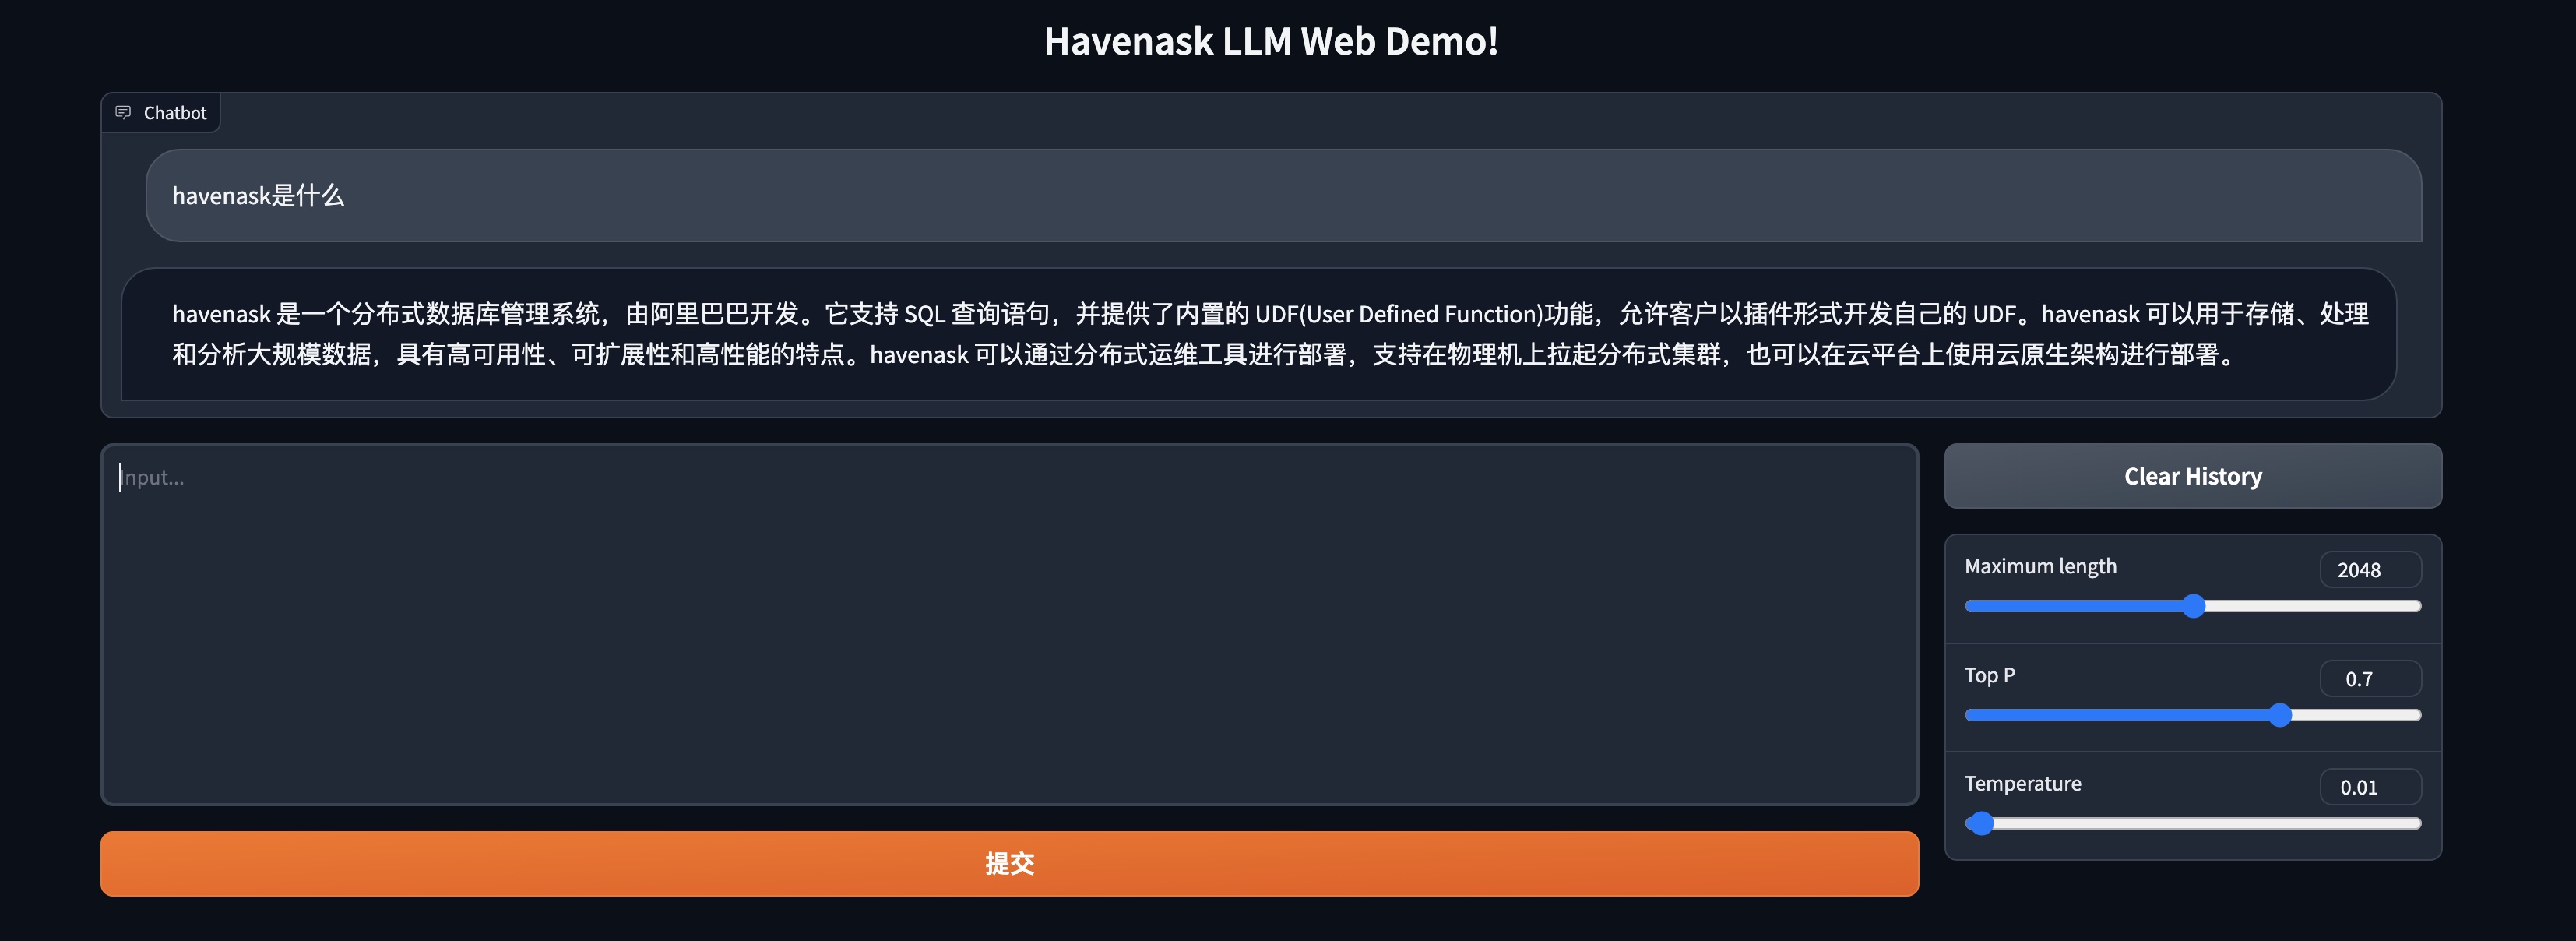 Havenask LLM Web Demo!
Chatbot
havenask是什么
havenask 是一个分布式数据库管理系统，由阿里巴巴开发。它支持 SQL 查询语句，并提供了内置的 UDF(User Defined Function)功能，允许客户以插件形式开发自己的 UDF。havenask 可以用于存储、处理
和分析大规模数据，具有高可用性、可扩展性和高性能的特点。havenask 可以通过分布式运维工具进行部署，支持在物理机上拉起分布式集群，也可以在云平台上使用云原生架构进行部署。
Input...
Clear History
Maximum length 2048
Top P 0.7
Temperature 0.01
提交